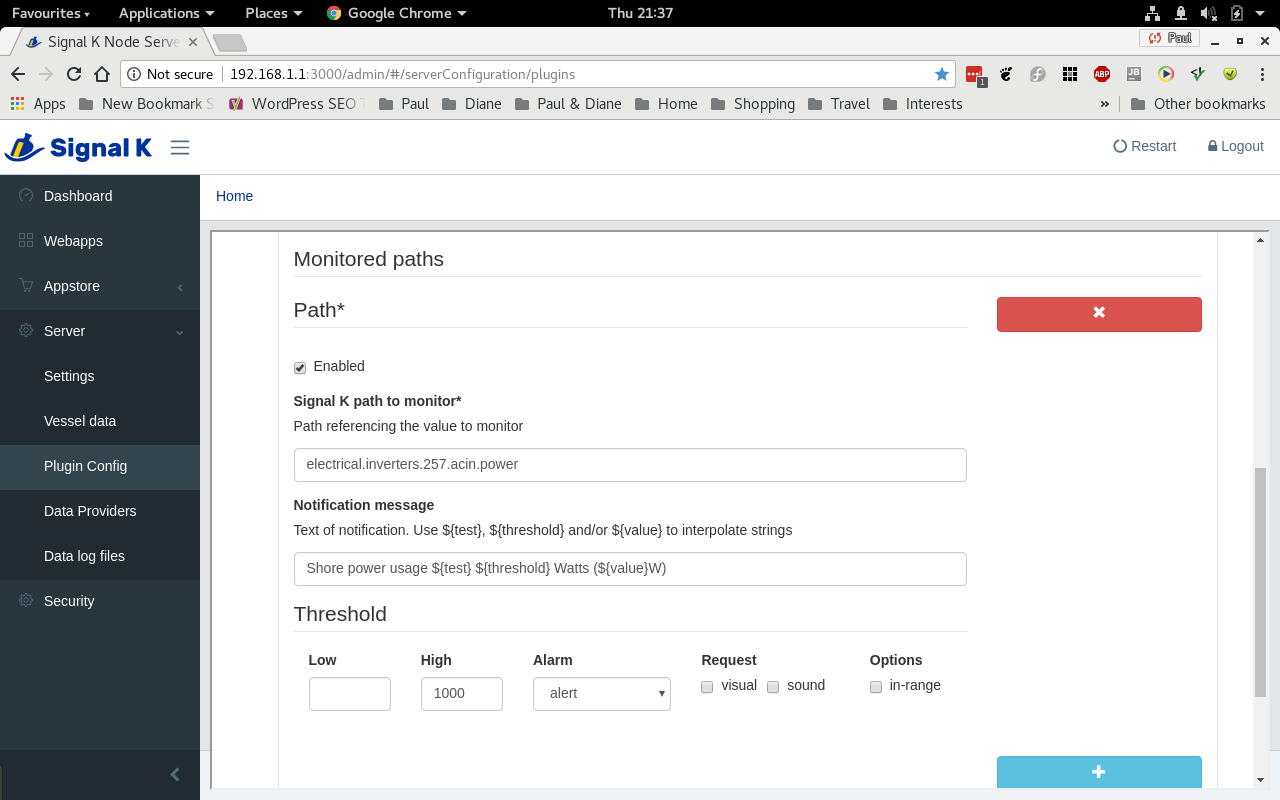 Favourites Applications Places Google Chrome Thu 21:37
Signal K Node Serve Paul
Not secure 192.168.1.1:3000/admin/#/serverConfiguration/plugins 1 ABP JB
Apps New Bookmark S WordPress SEO T Paul Diane Paul & Diane Home Shopping Travel Interests » Other bookmarks
Signal K Restart Logout
Dashboard
Webapps
Appstore
Server
Settings
Vessel data
Plugin Config
Data Providers
Data log files
Security
Home
Monitored paths
Path*
Enabled
Signal K path to monitor*
Path referencing the value to monitor
electrical.inverters.257.acin.power
Notification message
Text of notification. Use ${test}, ${threshold} and/or ${value} to interpolate strings
Shore power usage ${test} ${threshold} Watts (${value}W)
Threshold
Low High Alarm Request Options
1000 alert visual sound in-range